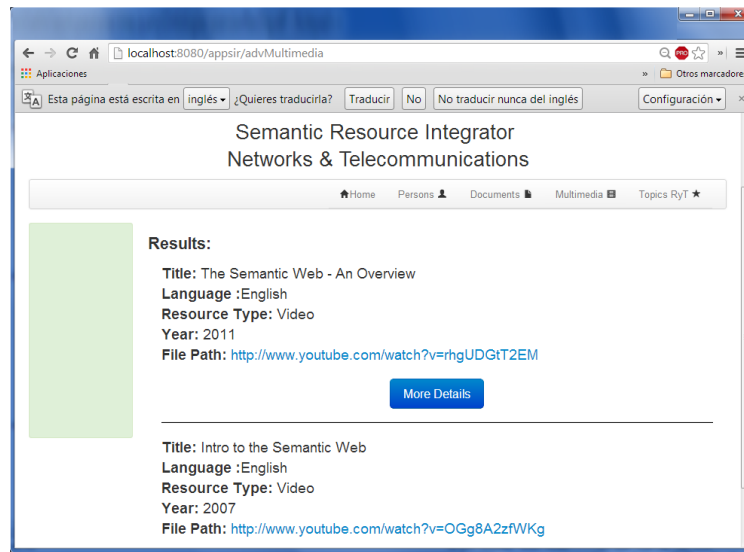 localhost:8080/appsir/advMultimedia
Aplicaciones
»
Otros marcadore
Esta página está escrita en inglés ¿Quieres traducirla? Traducir No No traducir nunca del inglés Configuración
Semantic Resource Integrator
Networks & Telecommunications
Home Persons Documents Multimedia Topics RyT
Results:
Title: The Semantic Web - An Overview
Language :English
Resource Type: Video
Year: 2011
File Path: http://www.youtube.com/watch?v=rhgUDGtT2EM
More Details
Title: Intro to the Semantic Web
Language :English
Resource Type: Video
Year: 2007
File Path: http://www.youtube.com/watch?v=OGg8A2zfWKg